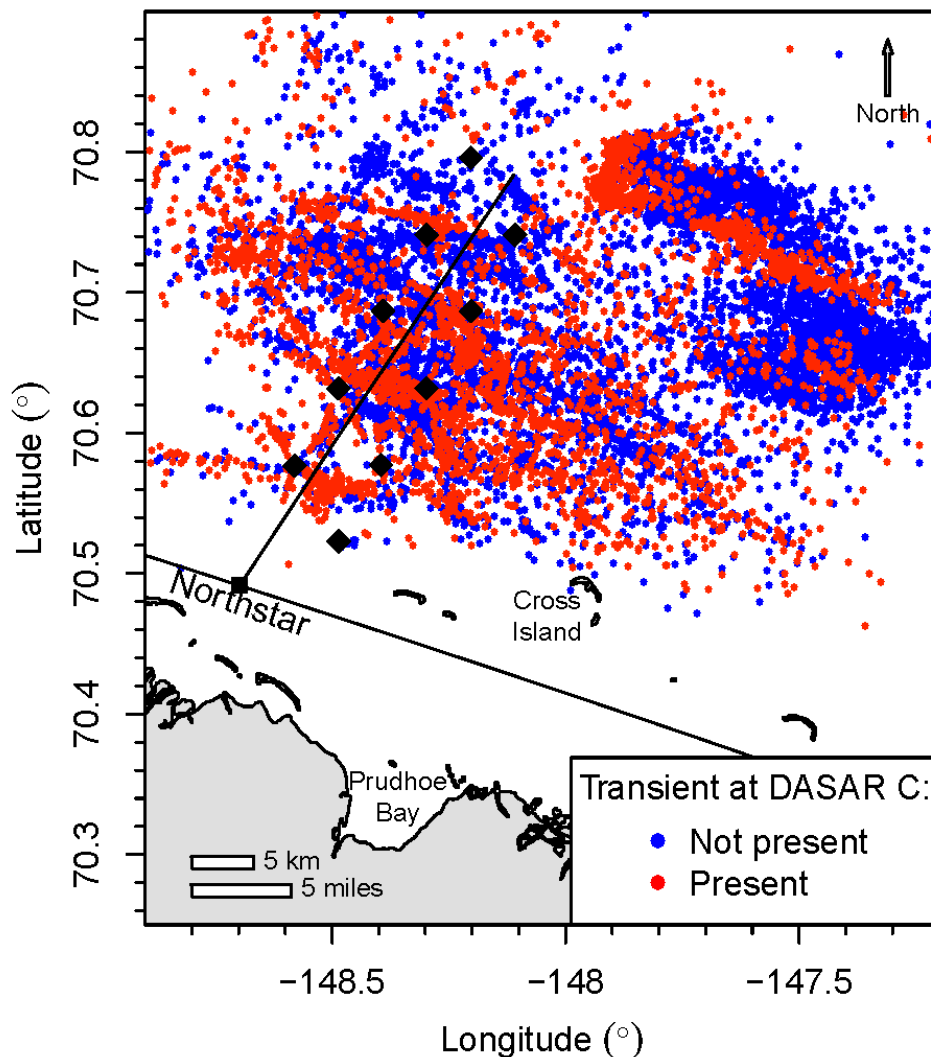 North
70.8
70.7
70.6
70.5
70.4
70.3
Latitude (°)
Northstar
Cross
Island
Prudhoe
Bay
5 km
5 miles
Transient at DASAR C:
Not present
Present
−148.5
−148
−147.5
Longitude (°)